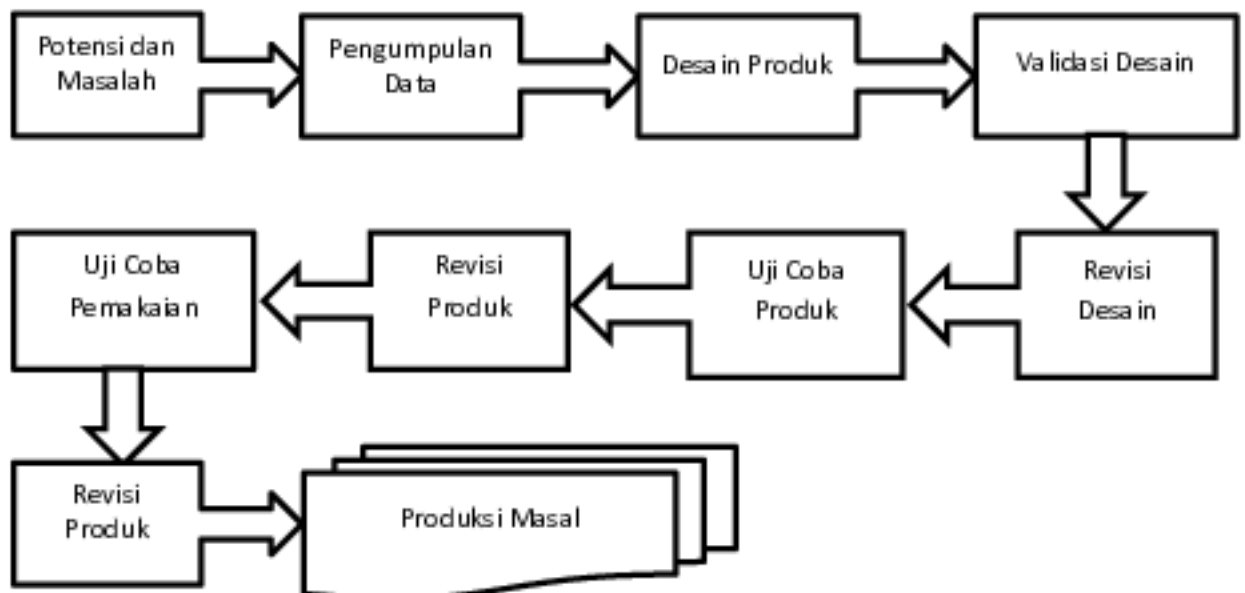 Potensi dan
Masalah
Pengumpulan
Data
Desain Produk
Validasi Desain
Revisi
Desain
Uji Coba
Produk
Revisi
Produk
Uji Coba
Pemakaian
Revisi
Produk
Produksi Masal